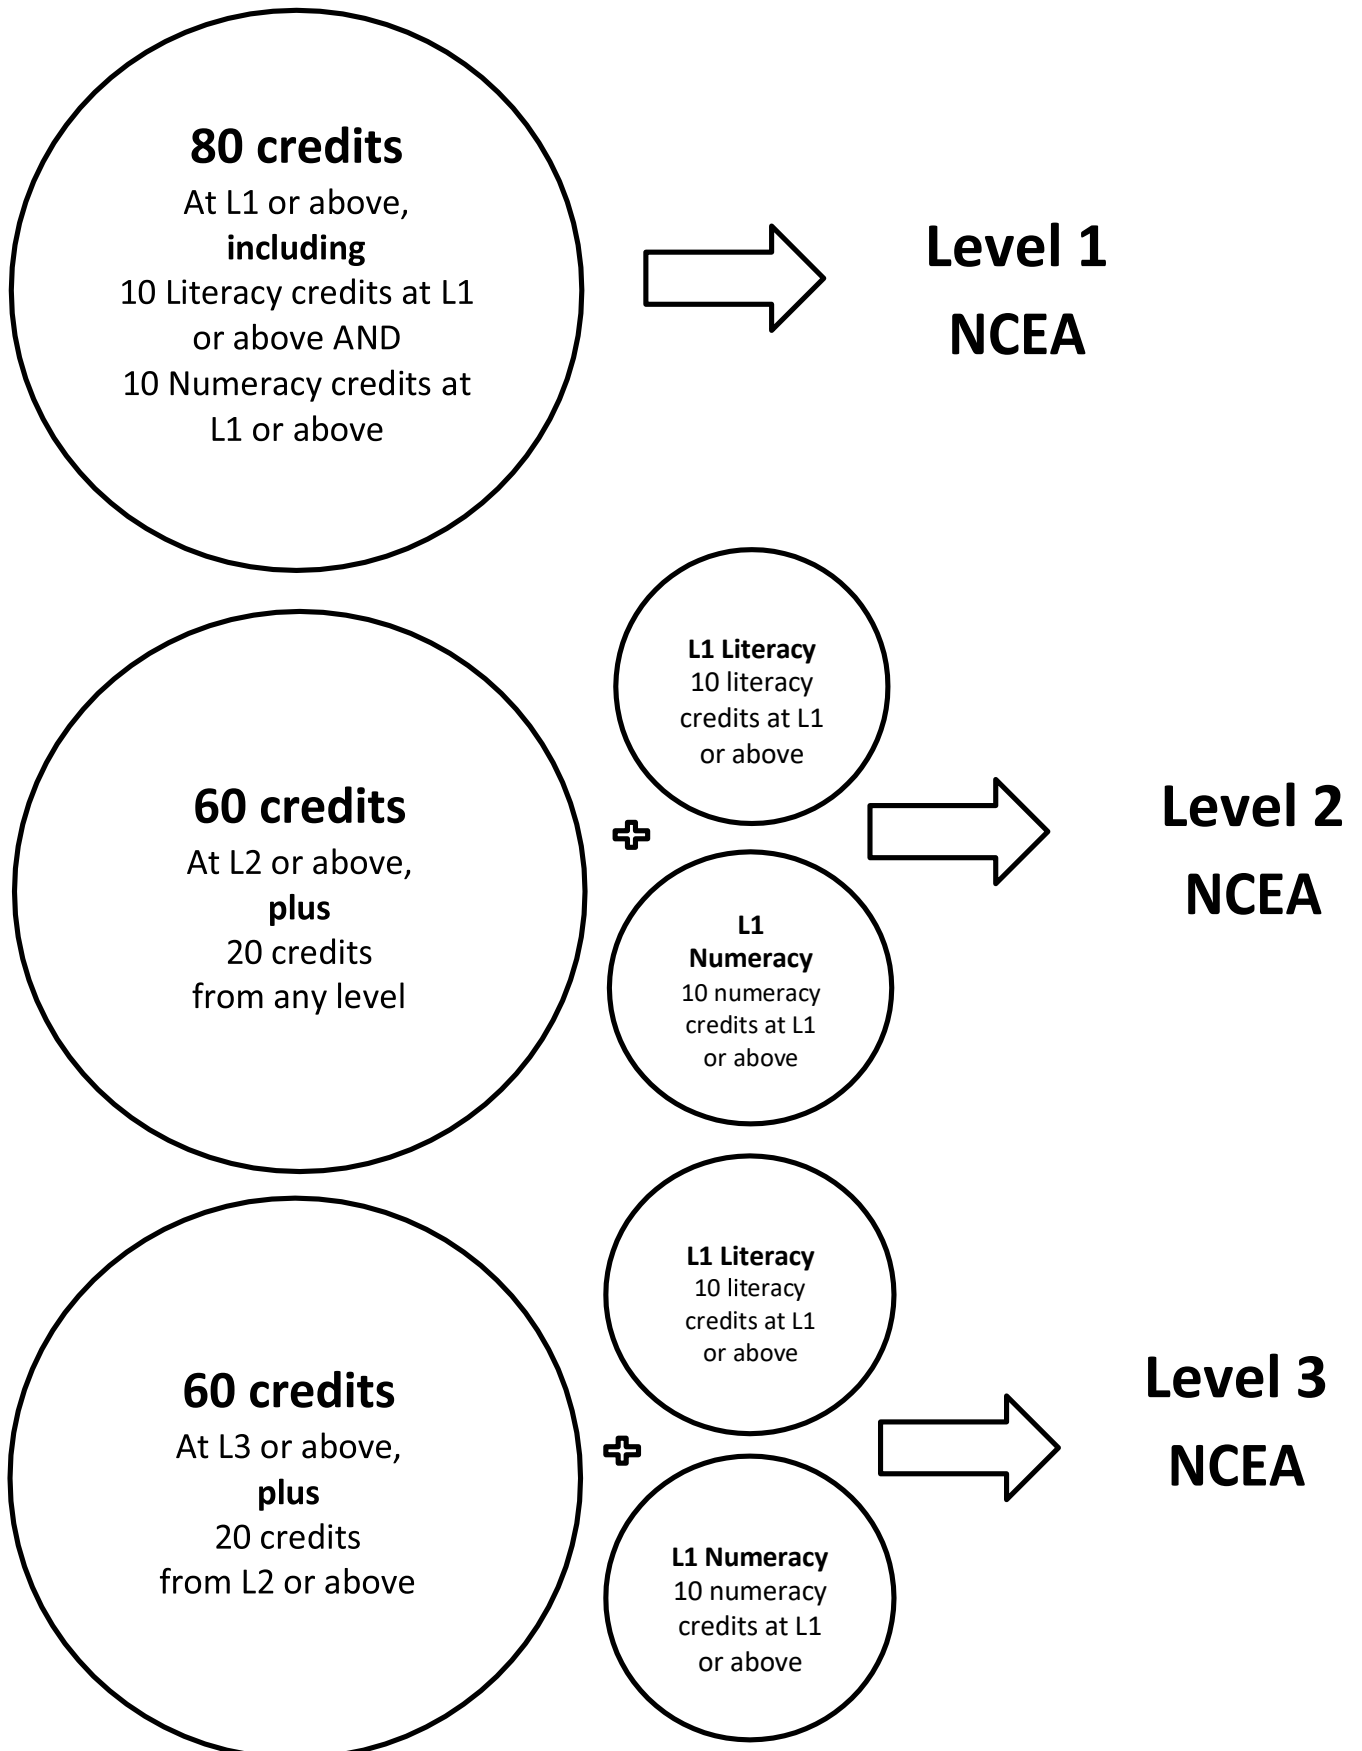 80 credits
At L1 or above,
including
10 Literacy credits at L1
or above AND
10 Numeracy credits at
L1 or above
Level 1
NCEA
60 credits
At L2 or above,
plus
20 credits
from any level
L1 Literacy
10 literacy
credits at L1
or above
L1
Numeracy
10 numeracy
credits at L1
or above
Level 2
NCEA
60 credits
At L3 or above,
plus
20 credits
from L2 or above
L1 Literacy
10 literacy
credits at L1
or above
L1 Numeracy
10 numeracy
credits at L1
or above
Level 3
NCEA